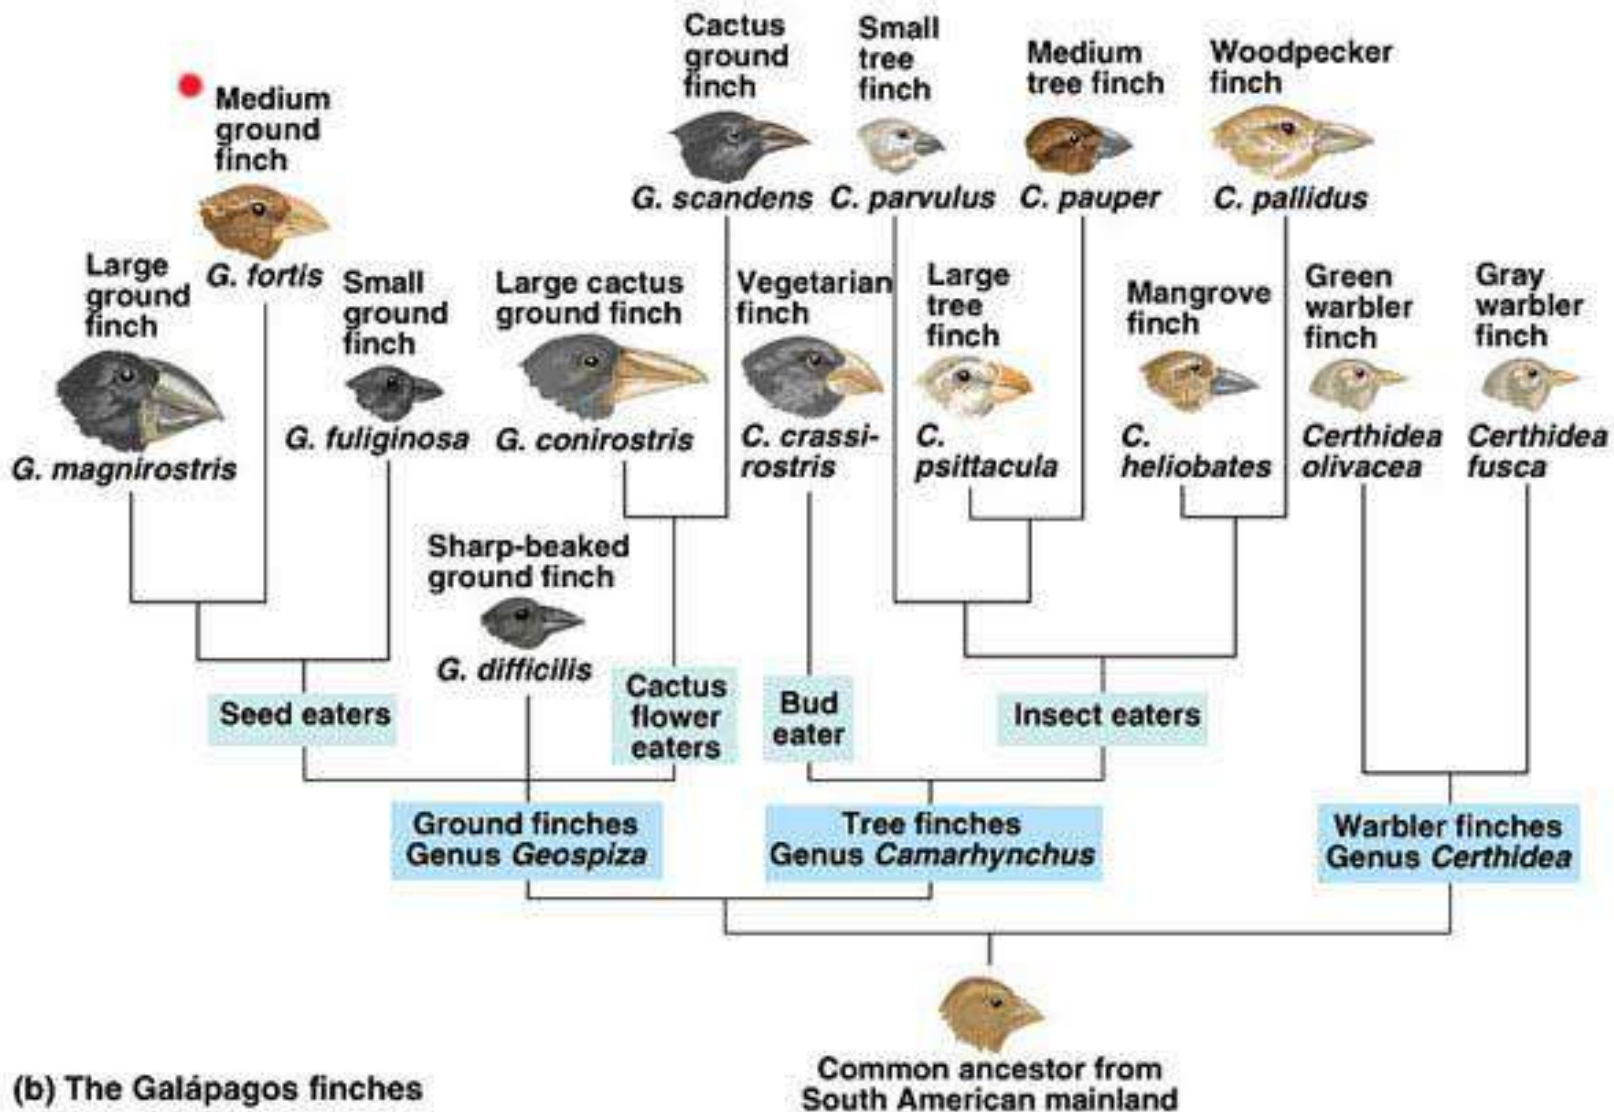 Cactus
ground
finch
G. scandens
Small
tree
finch
C. parvulus
Medium
tree finch
C. pauper
Woodpecker
finch
C. pallidus
Medium
ground
finch
G. fortis
Large
ground
finch
G. magnirostris
Small
ground
finch
G. fuliginosa
Large cactus
ground finch
G. conirostris
Vegetarian
finch
C. crassi-
rostris
Large
tree
finch
C.
psittacula
Mangrove
finch
C.
heliobates
Green
warbler
finch
Certhidea
olivacea
Gray
warbler
finch
Certhidea
fusca
Sharp-beaked
ground finch
G. difficilis
Seed eaters
Cactus
flower
eaters
Bud
eater
Insect eaters
Ground finches
Genus Geospiza
Tree finches
Genus Camarhynchus
Warbler finches
Genus Certhidea
Common ancestor from
South American mainland
(b) The Galápagos finches